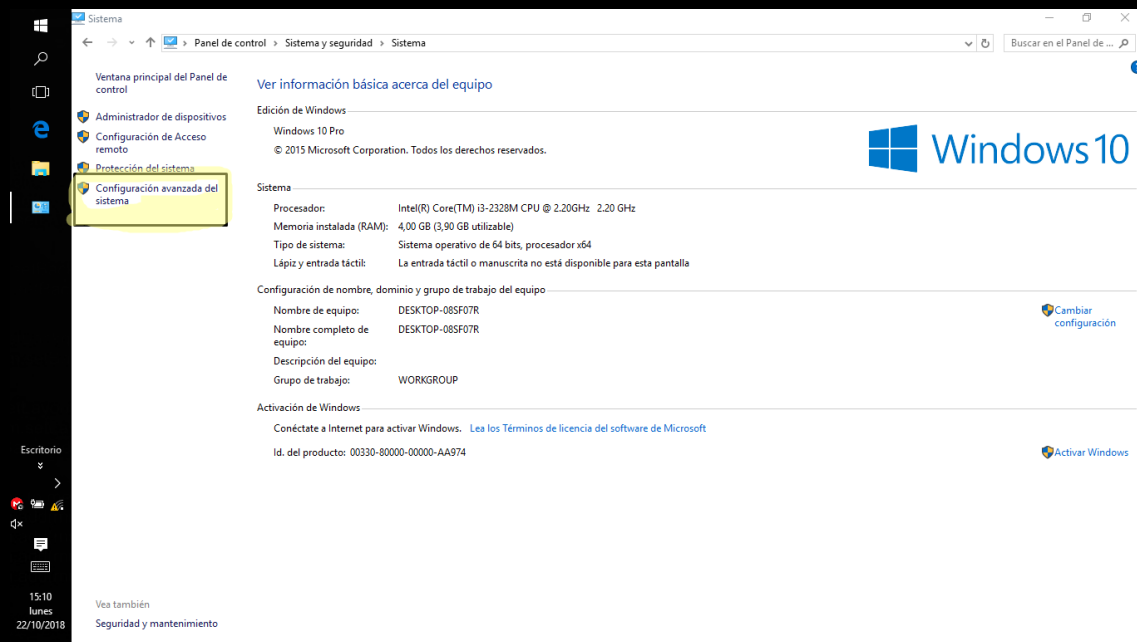 Sistema
Panel de control › Sistema y seguridad › Sistema
Buscar en el Panel de ...
Ventana principal del Panel de
control
Administrador de dispositivos
Configuración de Acceso
remoto
Protección del sistema
Configuración avanzada del
sistema
Ver información básica acerca del equipo
Edición de Windows
Windows 10 Pro
© 2015 Microsoft Corporation. Todos los derechos reservados.
Windows 10
Sistema
Procesador: Intel(R) Core(TM) i3-2328M CPU @ 2.20GHz 2.20 GHz
Memoria instalada (RAM): 4,00 GB (3,90 GB utilizable)
Tipo de sistema: Sistema operativo de 64 bits, procesador x64
Lápiz y entrada táctil: La entrada táctil o manuscrita no está disponible para esta pantalla
Configuración de nombre, dominio y grupo de trabajo del equipo
Nombre de equipo: DESKTOP-08SF07R
Cambiar
configuración
Nombre completo de
equipo: DESKTOP-08SF07R
Descripción del equipo:
Grupo de trabajo: WORKGROUP
Activación de Windows
Conéctate a Internet para activar Windows. Lea los Términos de licencia del software de Microsoft
Id. del producto: 00330-80000-00000-AA974
Activar Windows
Vea también
Seguridad y mantenimiento
Escritorio
15:10
lunes
22/10/2018